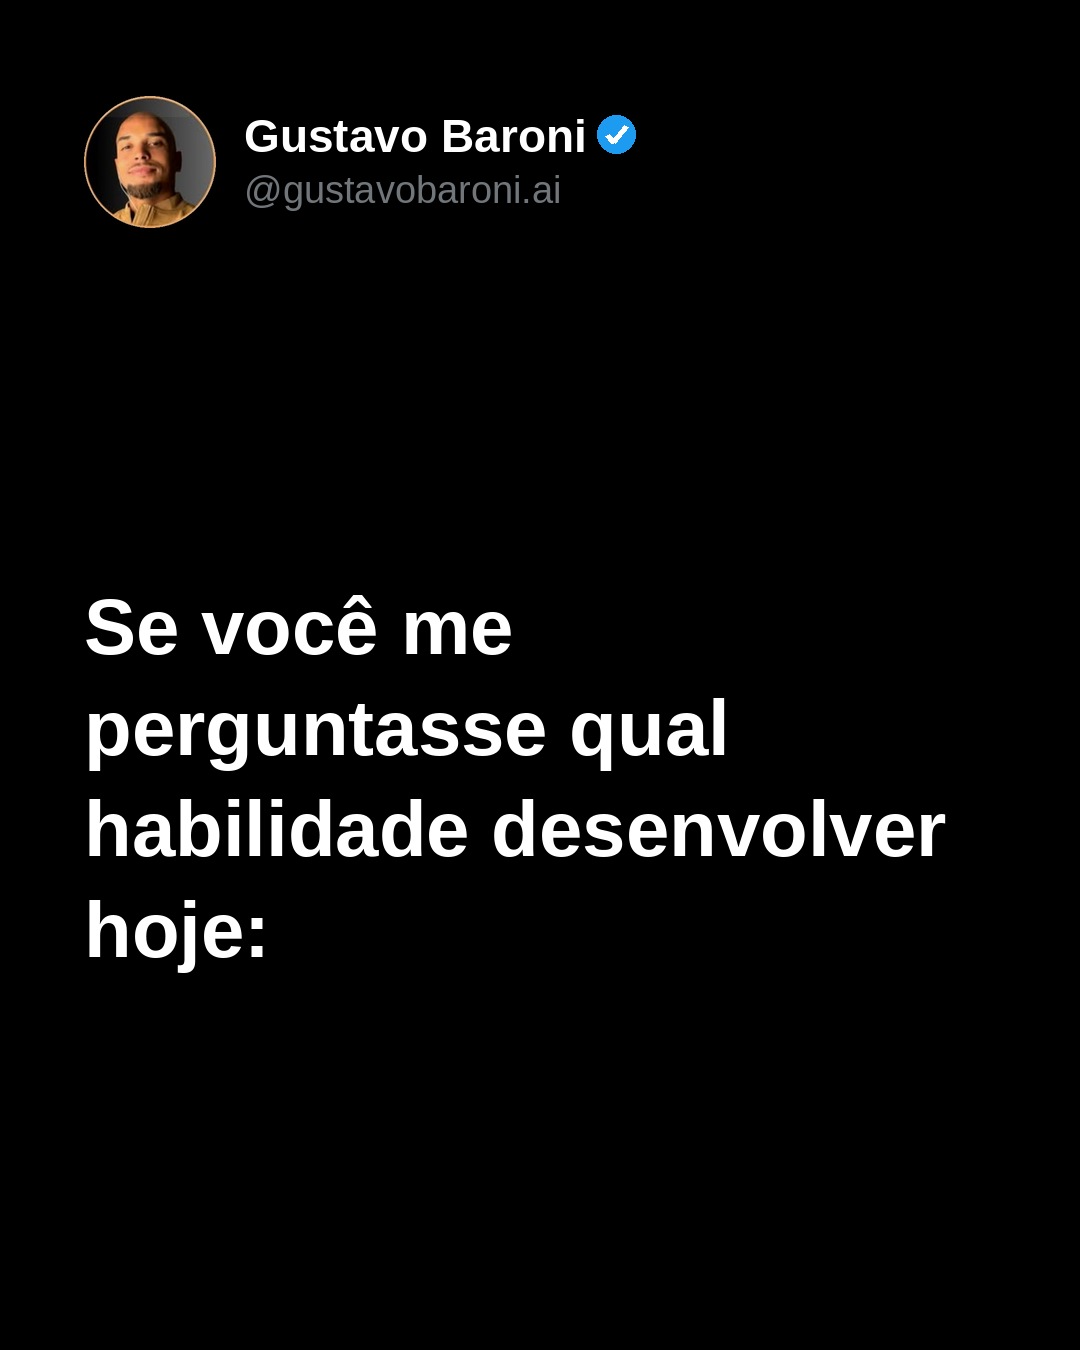 Gustavo Baroni
@gustavobaroni.ai
Se você me
perguntasse qual
habilidade desenvolver
hoje: